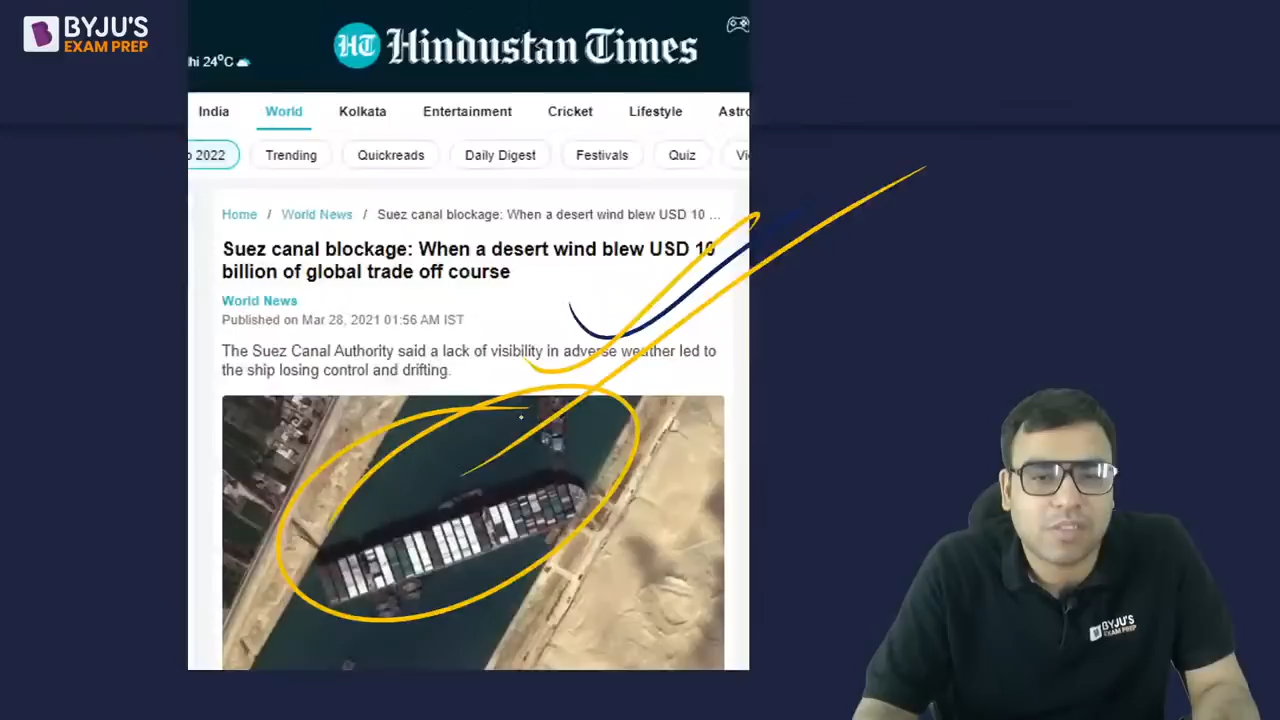 BYJU'S
EXAM PREP
HT Hindustan Times
hi 24°C
India World Kolkata Entertainment Cricket Lifestyle Astro
2022 Trending Quickreads Daily Digest Festivals Quiz Vi
Home / World News / Suez canal blockage: When a desert wind blew USD 10 ...
Suez canal blockage: When a desert wind blew USD 10
billion of global trade off course
World News
Published on Mar 28, 2021 01:56 AM IST
The Suez Canal Authority said a lack of visibility in adverse weather led to
the ship losing control and drifting.
BYJU'S
EXAM PREP